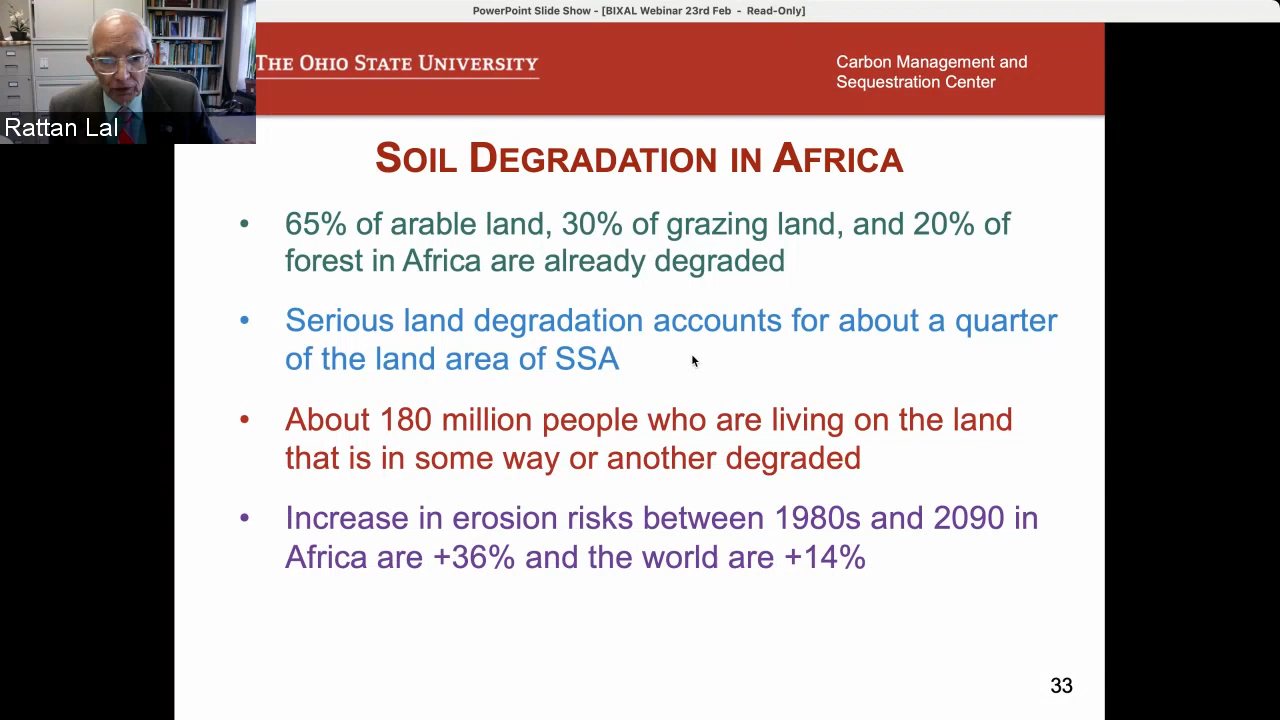 PowerPoint Slide Show - [BIXAL Webinar 23rd Feb - Read-Only]
THE OHIO STATE UNIVERSITY
Carbon Management and
Sequestration Center
Rattan Lal
SOIL DEGRADATION IN AFRICA
• 65% of arable land, 30% of grazing land, and 20% of
forest in Africa are already degraded
• Serious land degradation accounts for about a quarter
of the land area of SSA
• About 180 million people who are living on the land
that is in some way or another degraded
• Increase in erosion risks between 1980s and 2090 in
Africa are +36% and the world are +14%
33